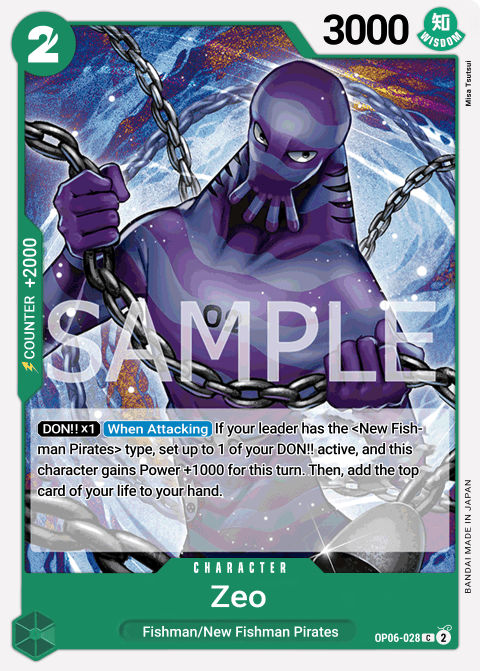 2
3000
知
WISDOM
Misa Tsutsui
COUNTER +2000
SAMPLE
DON!!×1 When Attacking If your leader has the <New Fish-
man Pirates> type, set up to 1 of your DON!! active, and this
character gains Power +1000 for this turn. Then, add the top
card of your life to your hand.
BANDAI MADE IN JAPAN
CHARACTER
Zeo
Fishman/New Fishman Pirates
OP06-028 C 2